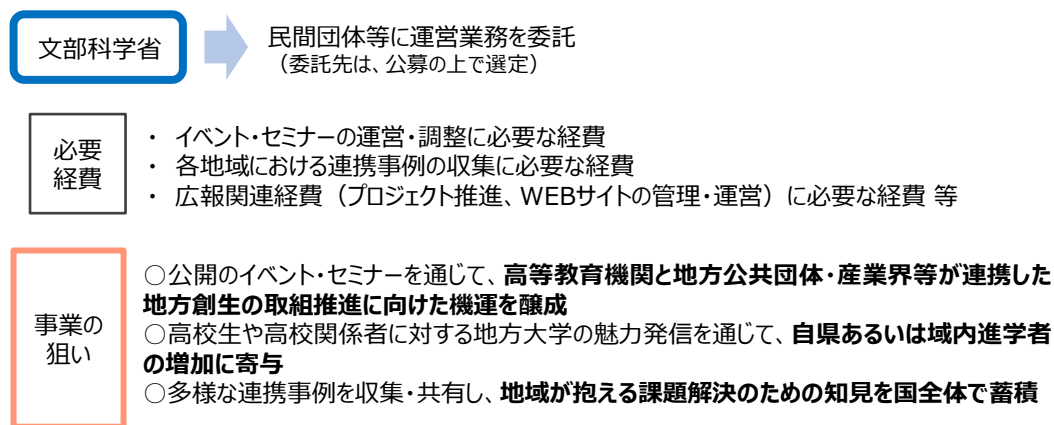 文部科学省
民間団体等に運営業務を委託
（委託先は、公募の上で選定）
必要
経費
・ イベント・セミナーの運営・調整に必要な経費
・ 各地域における連携事例の収集に必要な経費
・ 広報関連経費（プロジェクト推進、WEBサイトの管理・運営）に必要な経費 等
事業の
狙い
○公開のイベント・セミナーを通じて、高等教育機関と地方公共団体・産業界等が連携した
地方創生の取組推進に向けた機運を醸成
○高校生や高校関係者に対する地方大学の魅力発信を通じて、自県あるいは域内進学者
の増加に寄与
○多様な連携事例を収集・共有し、地域が抱える課題解決のための知見を国全体で蓄積